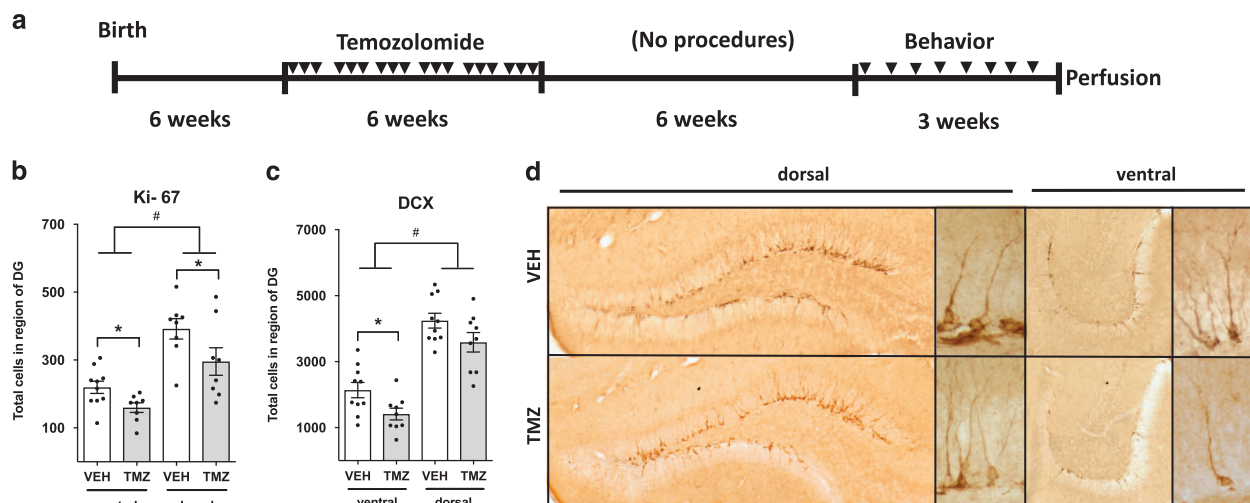 a
Birth
Temozolomide
(No procedures)
Behavior
Perfusion
6 weeks
6 weeks
6 weeks
3 weeks
b
Ki- 67
#
*
*
Total cells in region of DG
700
500
300
100
VEH TMZ VEH TMZ
c
DCX
#
*
Total cells in region of DG
7000
5000
3000
1000
VEH TMZ VEH TMZ
ventral dorsal
d
dorsal ventral
VEH
TMZ